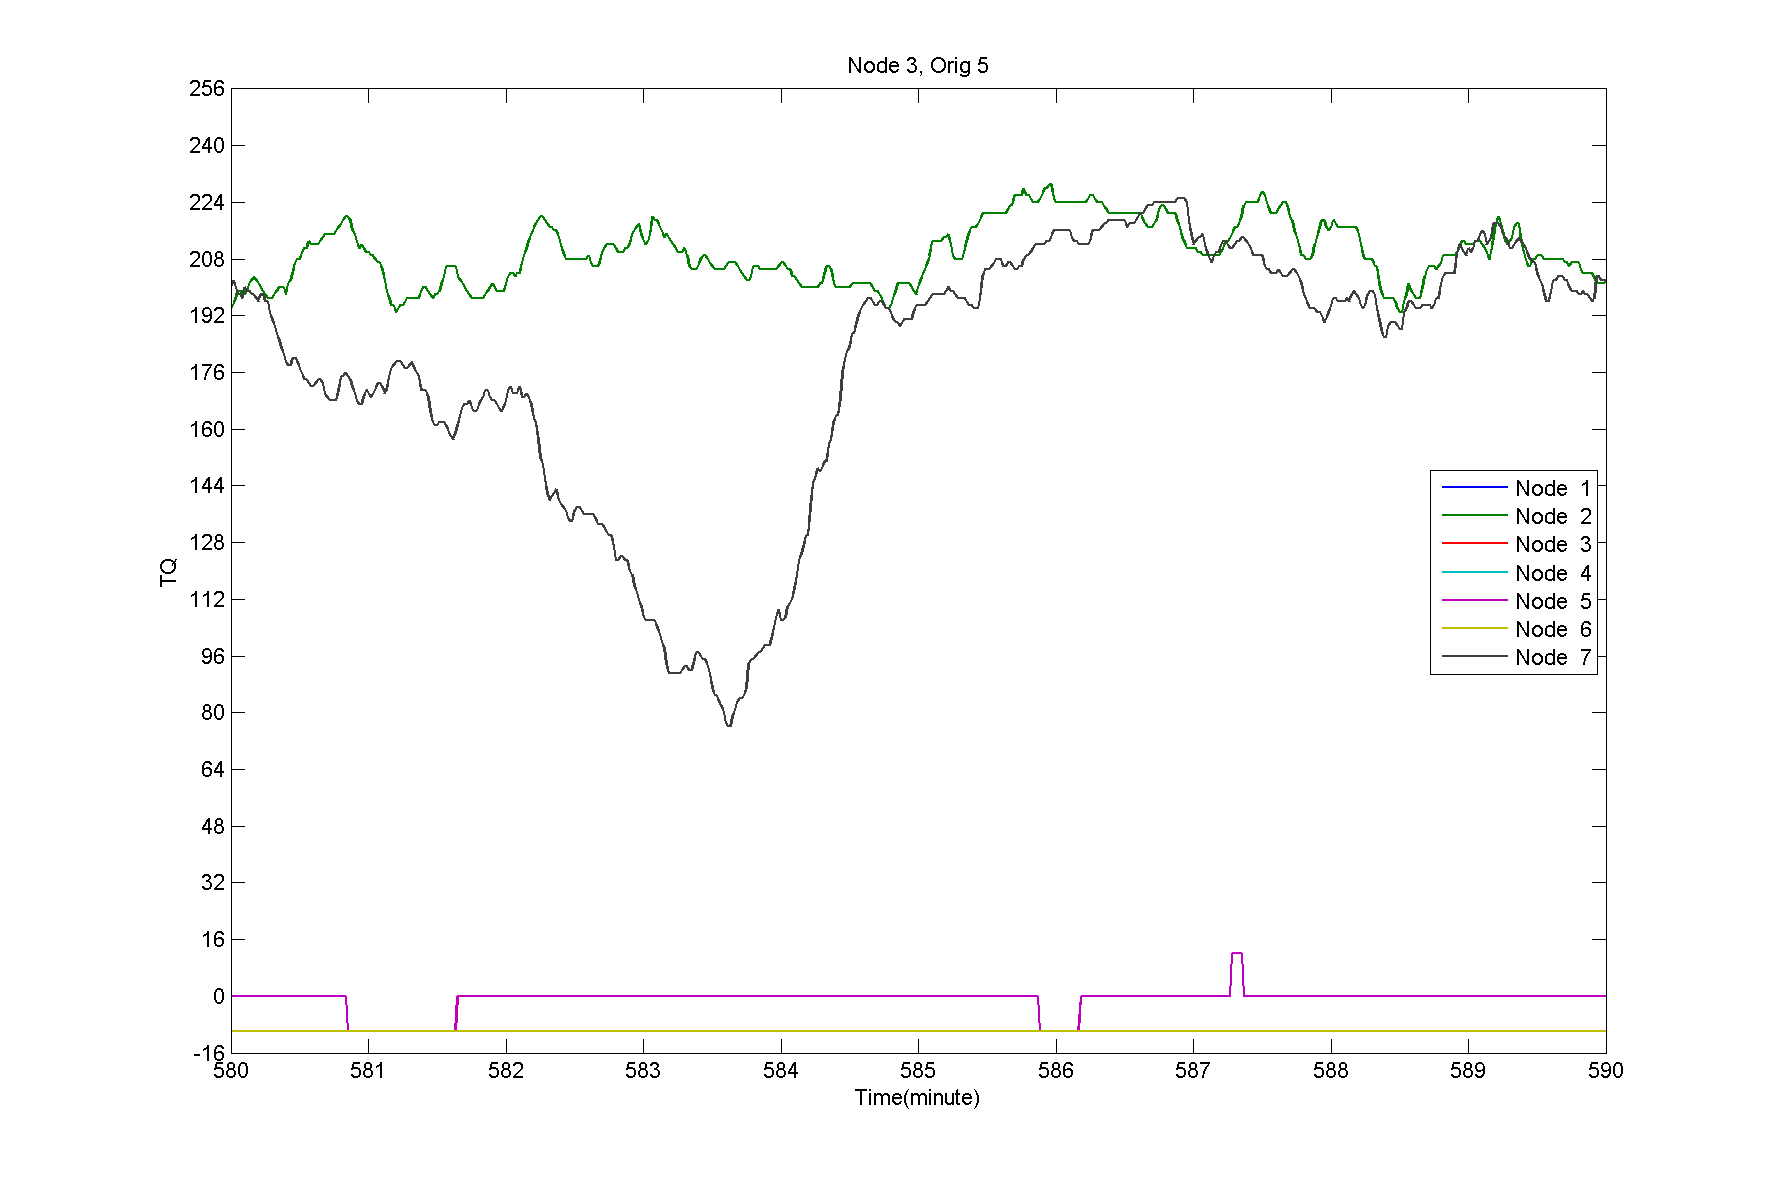 Node 3, Orig 5
256
240
224
208
192
176
160
144
128
112
96
80
64
48
32
16
0
-16
TQ
Node 1
Node 2
Node 3
Node 4
Node 5
Node 6
Node 7
580 581 582 583 584 585 586 587 588 589 590
Time(minute)